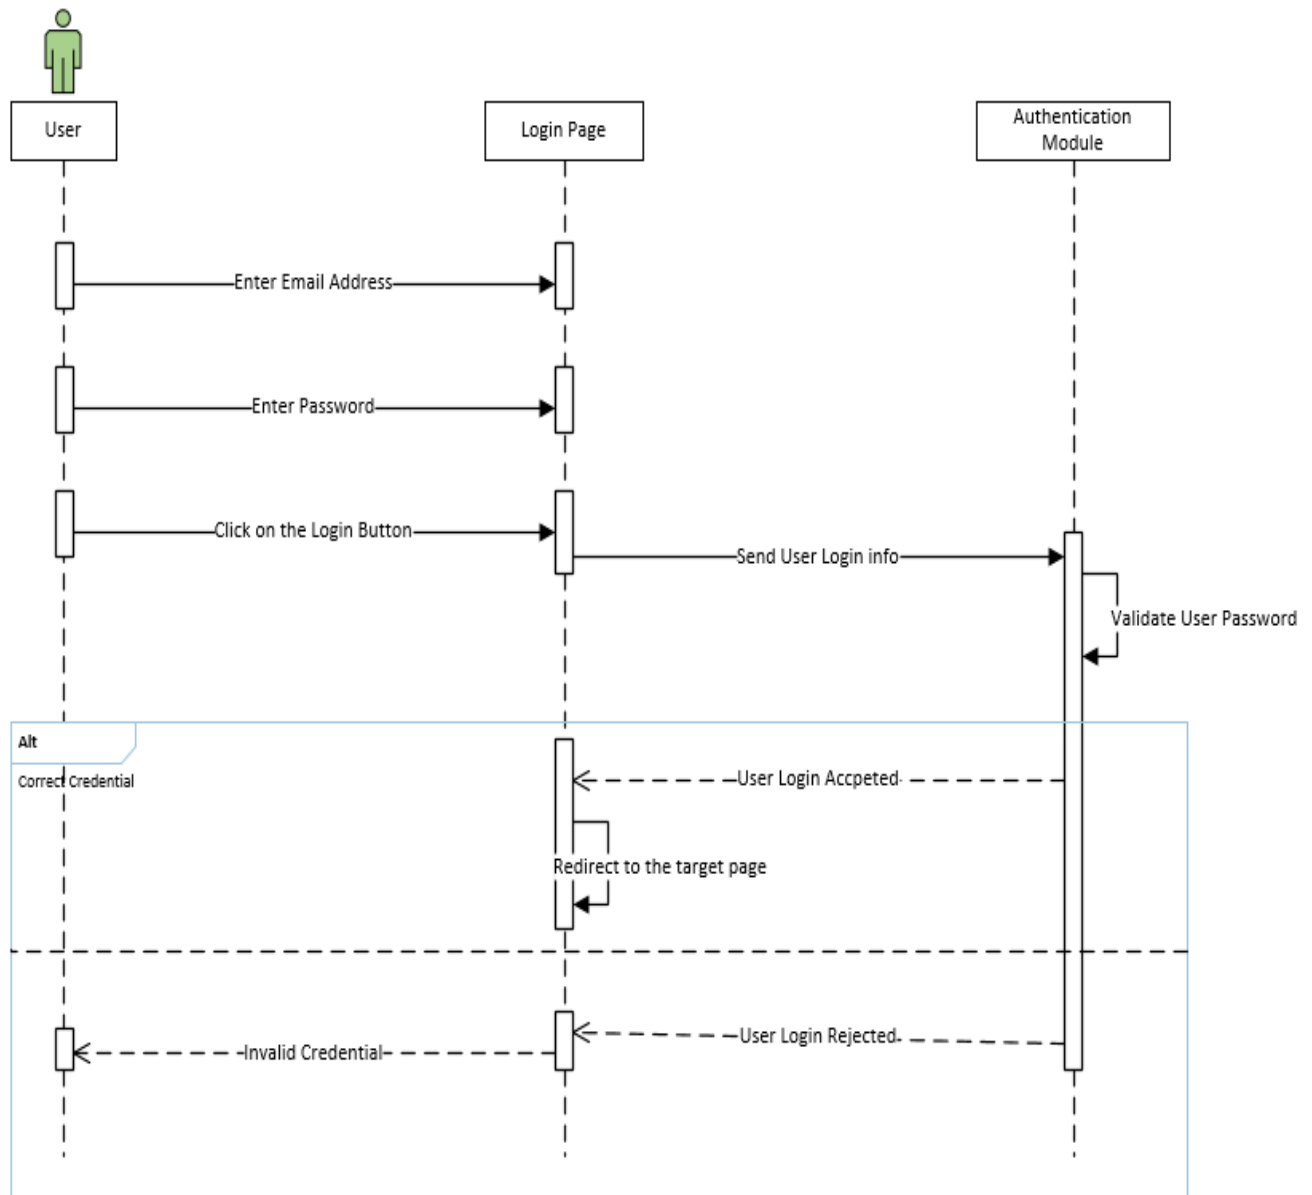 User
Login Page
Authentication
Module
Enter Email Address
Enter Password
Click on the Login Button
Send User Login info
Validate User Password
Alt
Correct Credential
User Login Accpeted
Redirect to the target page
User Login Rejected
Invalid Credential